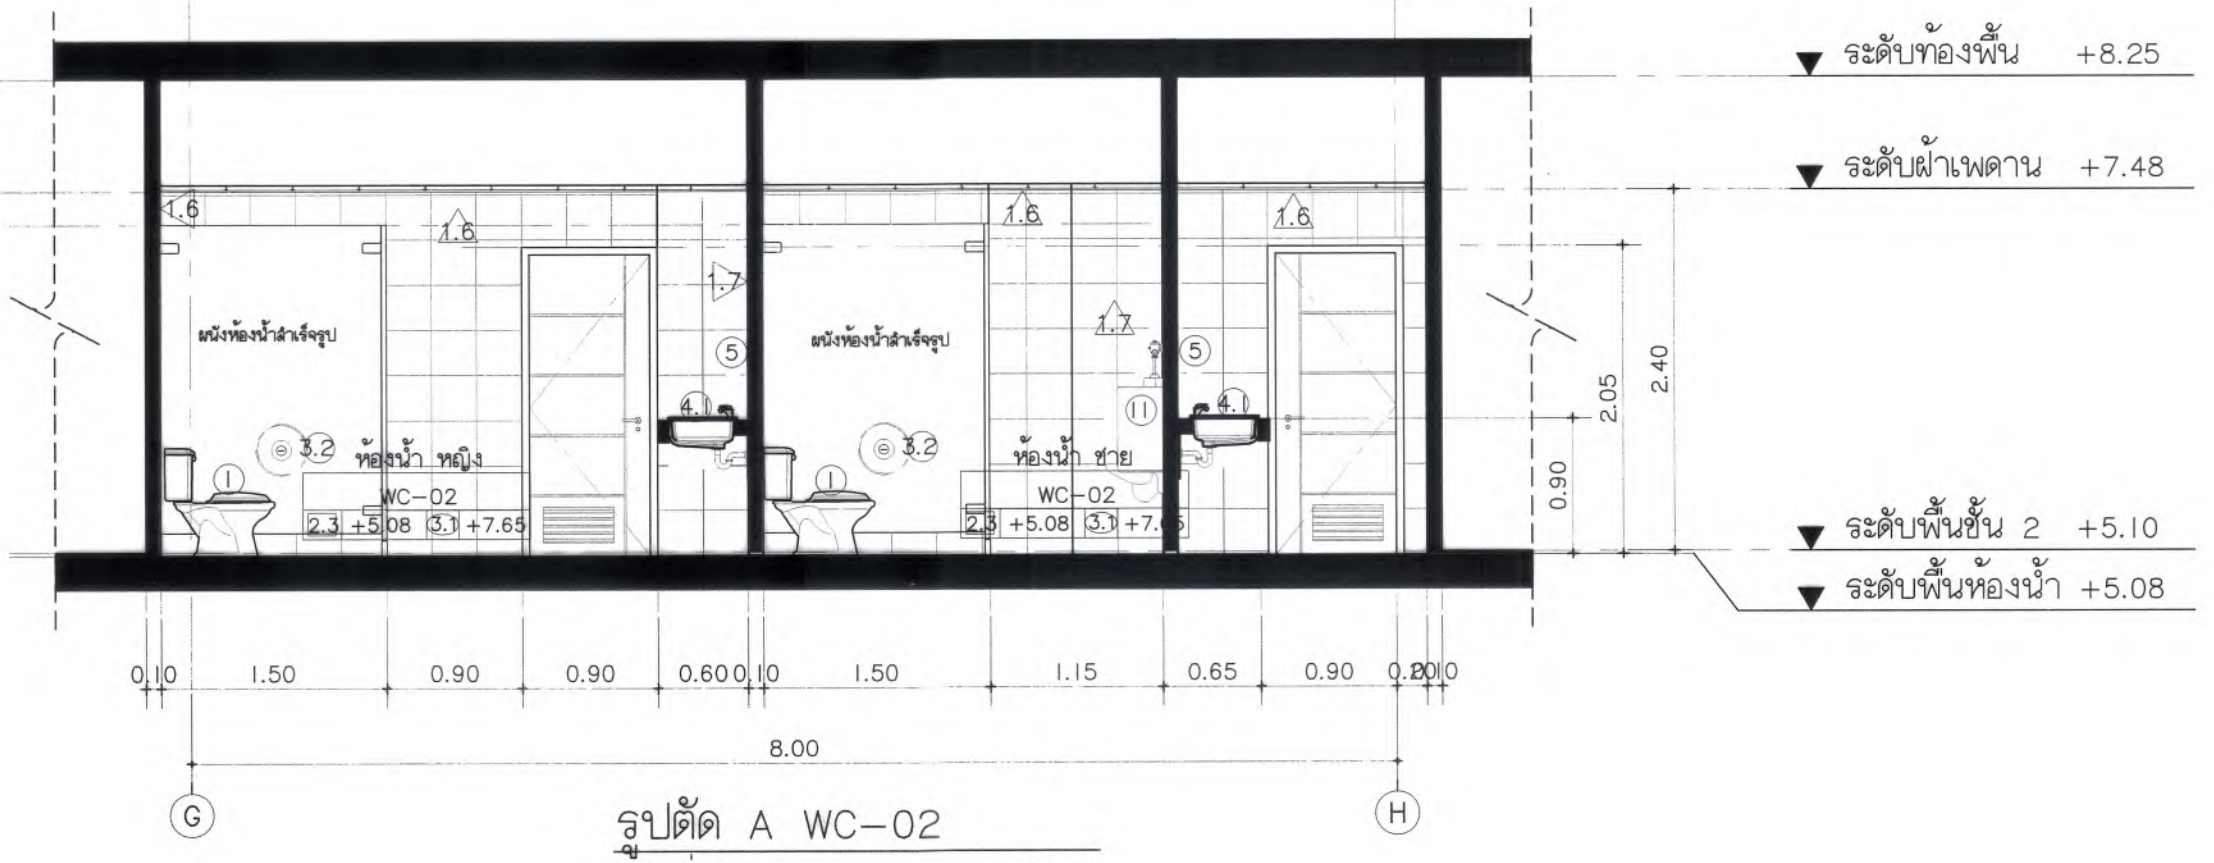 ระดับท้องพื้น +8.25
ระดับฝ้าเพดาน +7.48
1.6
1.6
1.6
1.6
1.7
1.7
ผนังห้องน้ำสำเร็จรูป
ผนังห้องน้ำสำเร็จรูป
5
5
2.05
2.40
4.1
4.1
11
3.2
3.2
ห้องน้ำ หญิง
ห้องน้ำ ชาย
1
1
WC-02
WC-02
0.90
2.3 +5.08 3.1 +7.65
2.3 +5.08 3.1 +7.65
ระดับพื้นชั้น 2 +5.10
ระดับพื้นห้องน้ำ +5.08
0.10 1.50 0.90 0.90 0.60 0.10 1.50 1.15 0.65 0.90 0.20 0.10
8.00
G
H
รูปตัด A WC-02